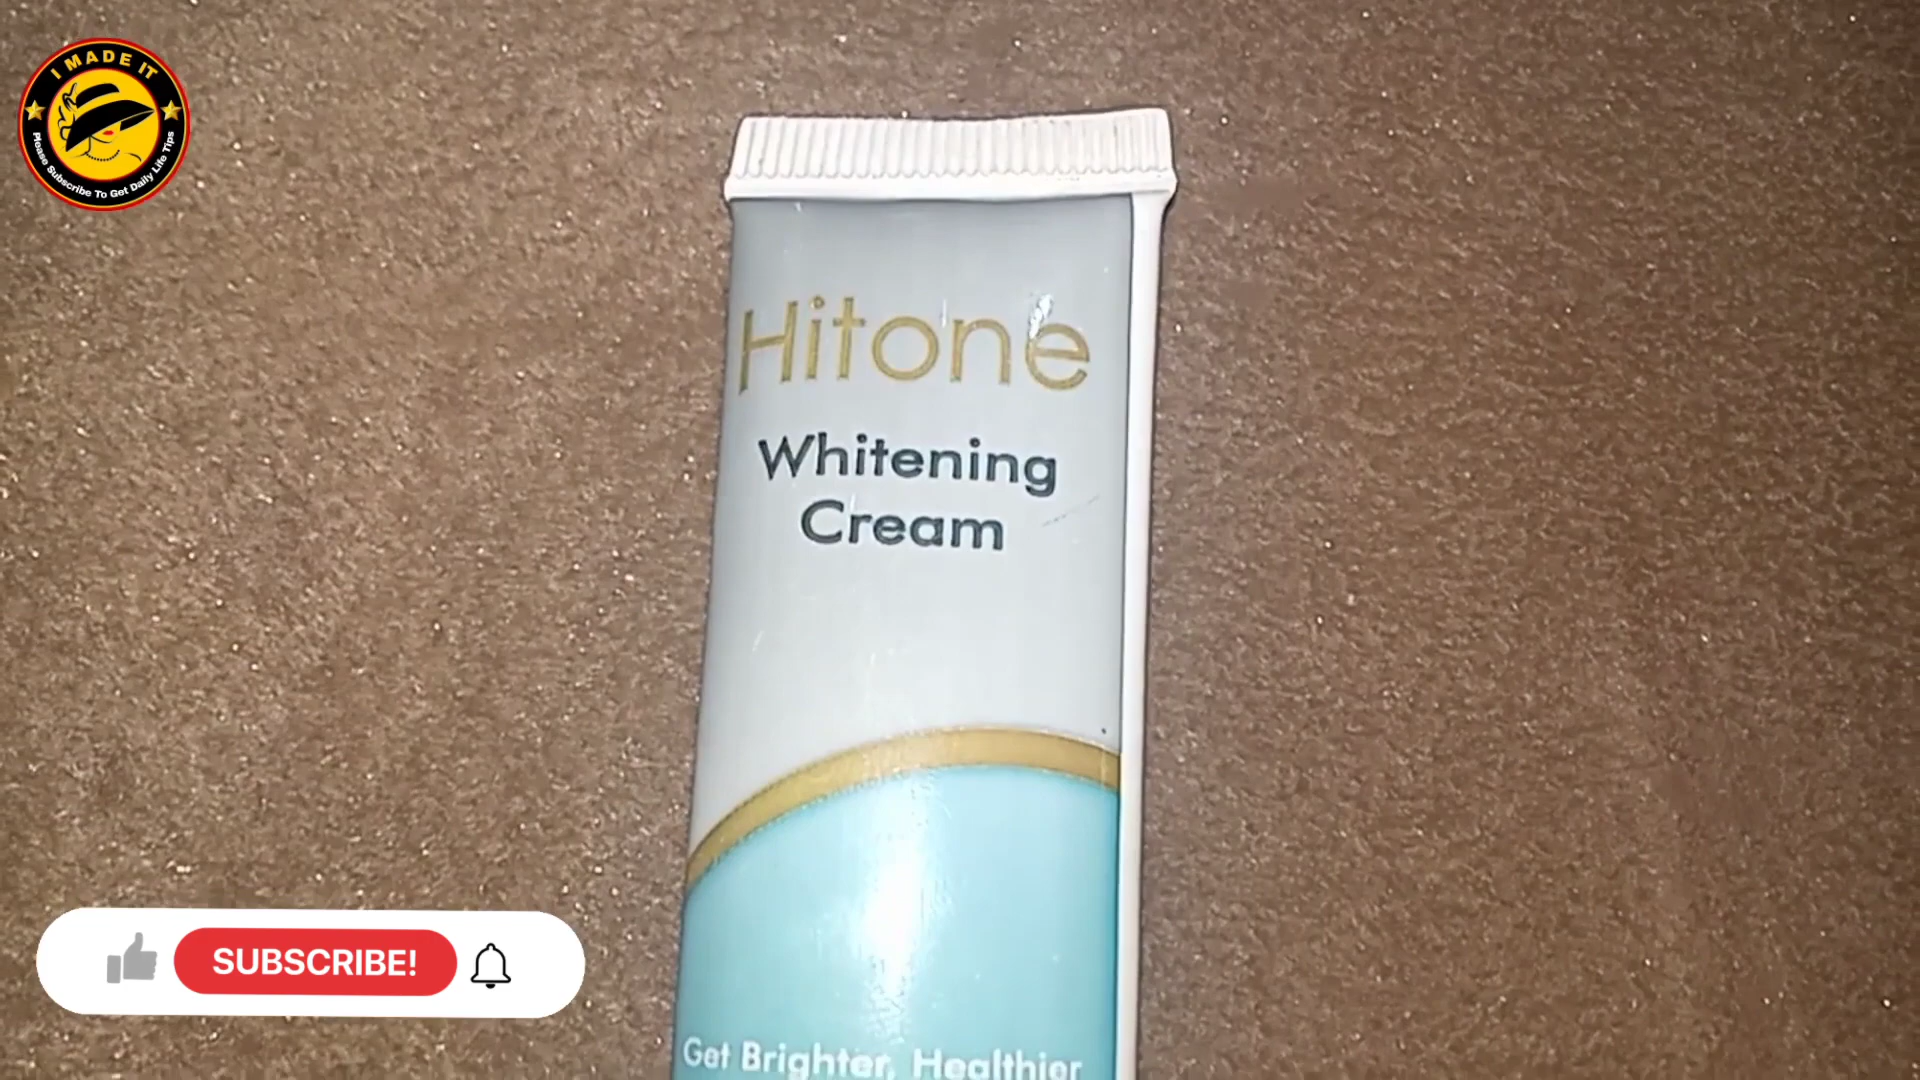 I MADE IT
Please Subscribe To Get Daily Life Tips
Hitone
Whitening
Cream
SUBSCRIBE!
Get Brighter, Healthier